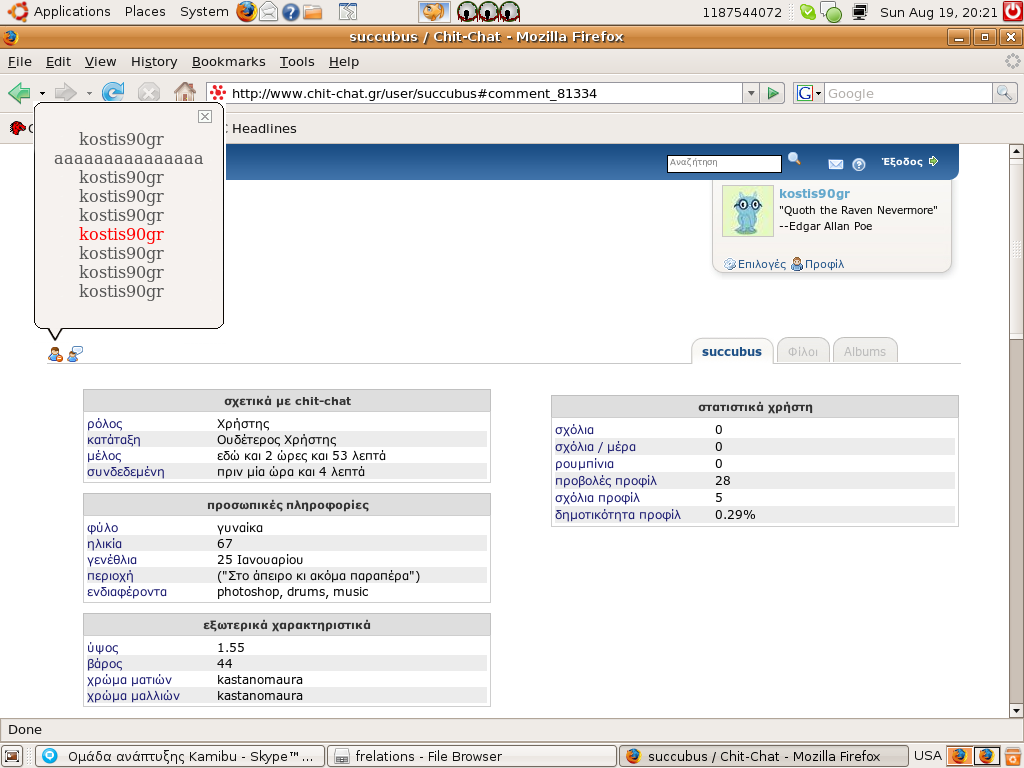 Applications Places System
1187544072
Sun Aug 19, 20:21
succubus / Chit-Chat - Mozilla Firefox
File Edit View History Bookmarks Tools Help
http://www.chit-chat.gr/user/succubus#comment_81334
G
Google
Headlines
kostis90gr
aaaaaaaaaaaaaaa
kostis90gr
kostis90gr
kostis90gr
kostis90gr
kostis90gr
kostis90gr
kostis90gr
Αναζήτηση
Έξοδος
kostis90gr
"Quoth the Raven Nevermore"
--Edgar Allan Poe
Επιλογές Προφίλ
succubus Φίλοι Albums
σχετικά με chit-chat
ρόλος Χρήστης
κατάταξη Ουδέτερος Χρήστης
μέλος εδώ και 2 ώρες και 53 λεπτά
συνδεδεμένη πριν μία ώρα και 4 λεπτά
προσωπικές πληροφορίες
φύλο γυναίκα
ηλικία 67
γενέθλια 25 Ιανουαρίου
περιοχή ("Στο άπειρο κι ακόμα παραπέρα")
ενδιαφέροντα photoshop, drums, music
εξωτερικά χαρακτηριστικά
ύψος 1.55
βάρος 44
χρώμα ματιών kastanomaura
χρώμα μαλλιών kastanomaura
στατιστικά χρήστη
σχόλια 0
σχόλια / μέρα 0
ρουμπίνια 0
προβολές προφίλ 28
σχόλια προφίλ 5
δημοτικότητα προφίλ 0.29%
Done
Ομάδα ανάπτυξης Kamibu - Skype™ ...
frelations - File Browser
succubus / Chit-Chat - Mozilla Firefox
USA